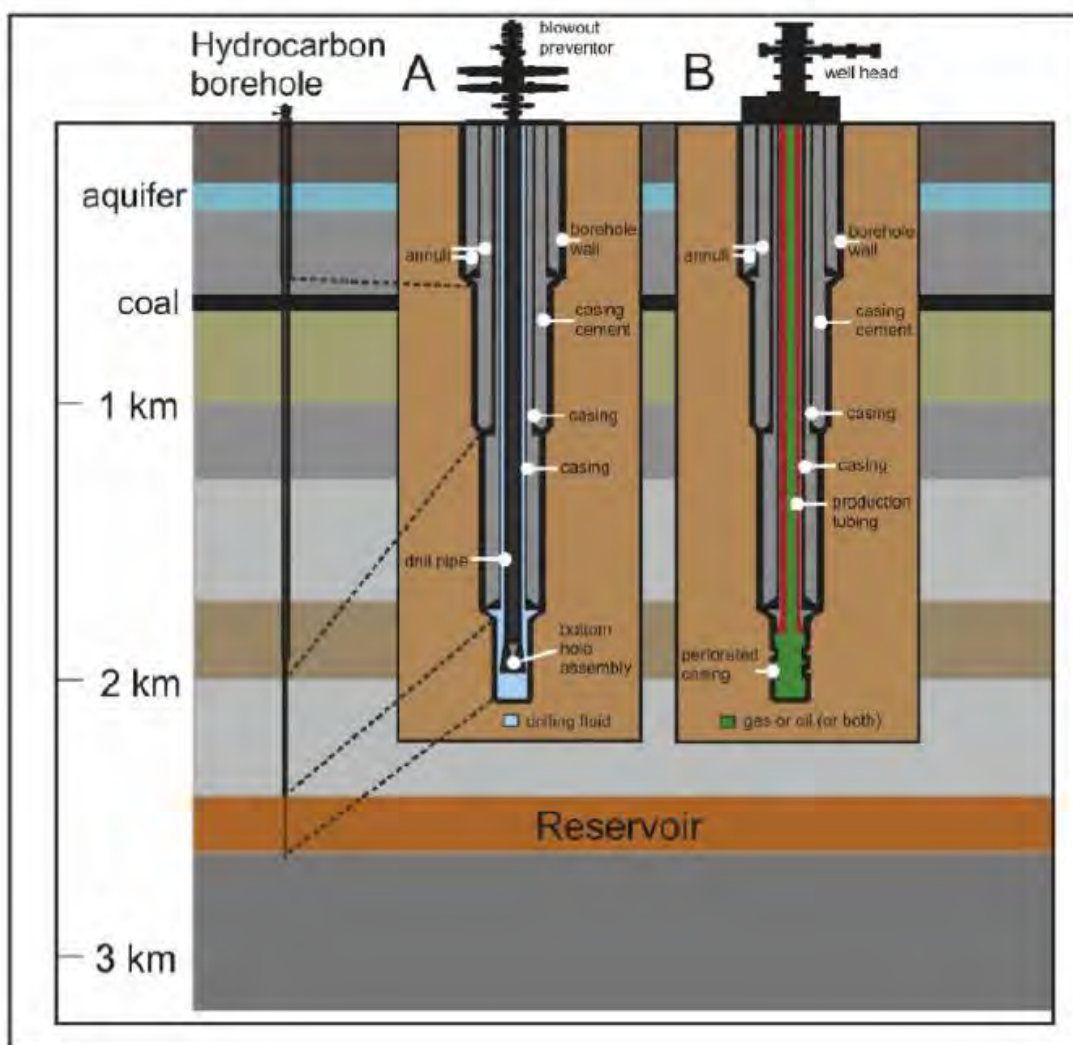 Hydrocarbon
borehole
A
blowout
preventor
B
well head
aquifer
annuli
borehole
wall
annuli
borehole
wall
coal
casing
cement
casing
cement
1 km
casing
casing
casing
casing
production
tubing
drill pipe
bottom
hole
assembly
perforated
casing
2 km
drilling fluid
gas or oil (or both)
Reservoir
3 km